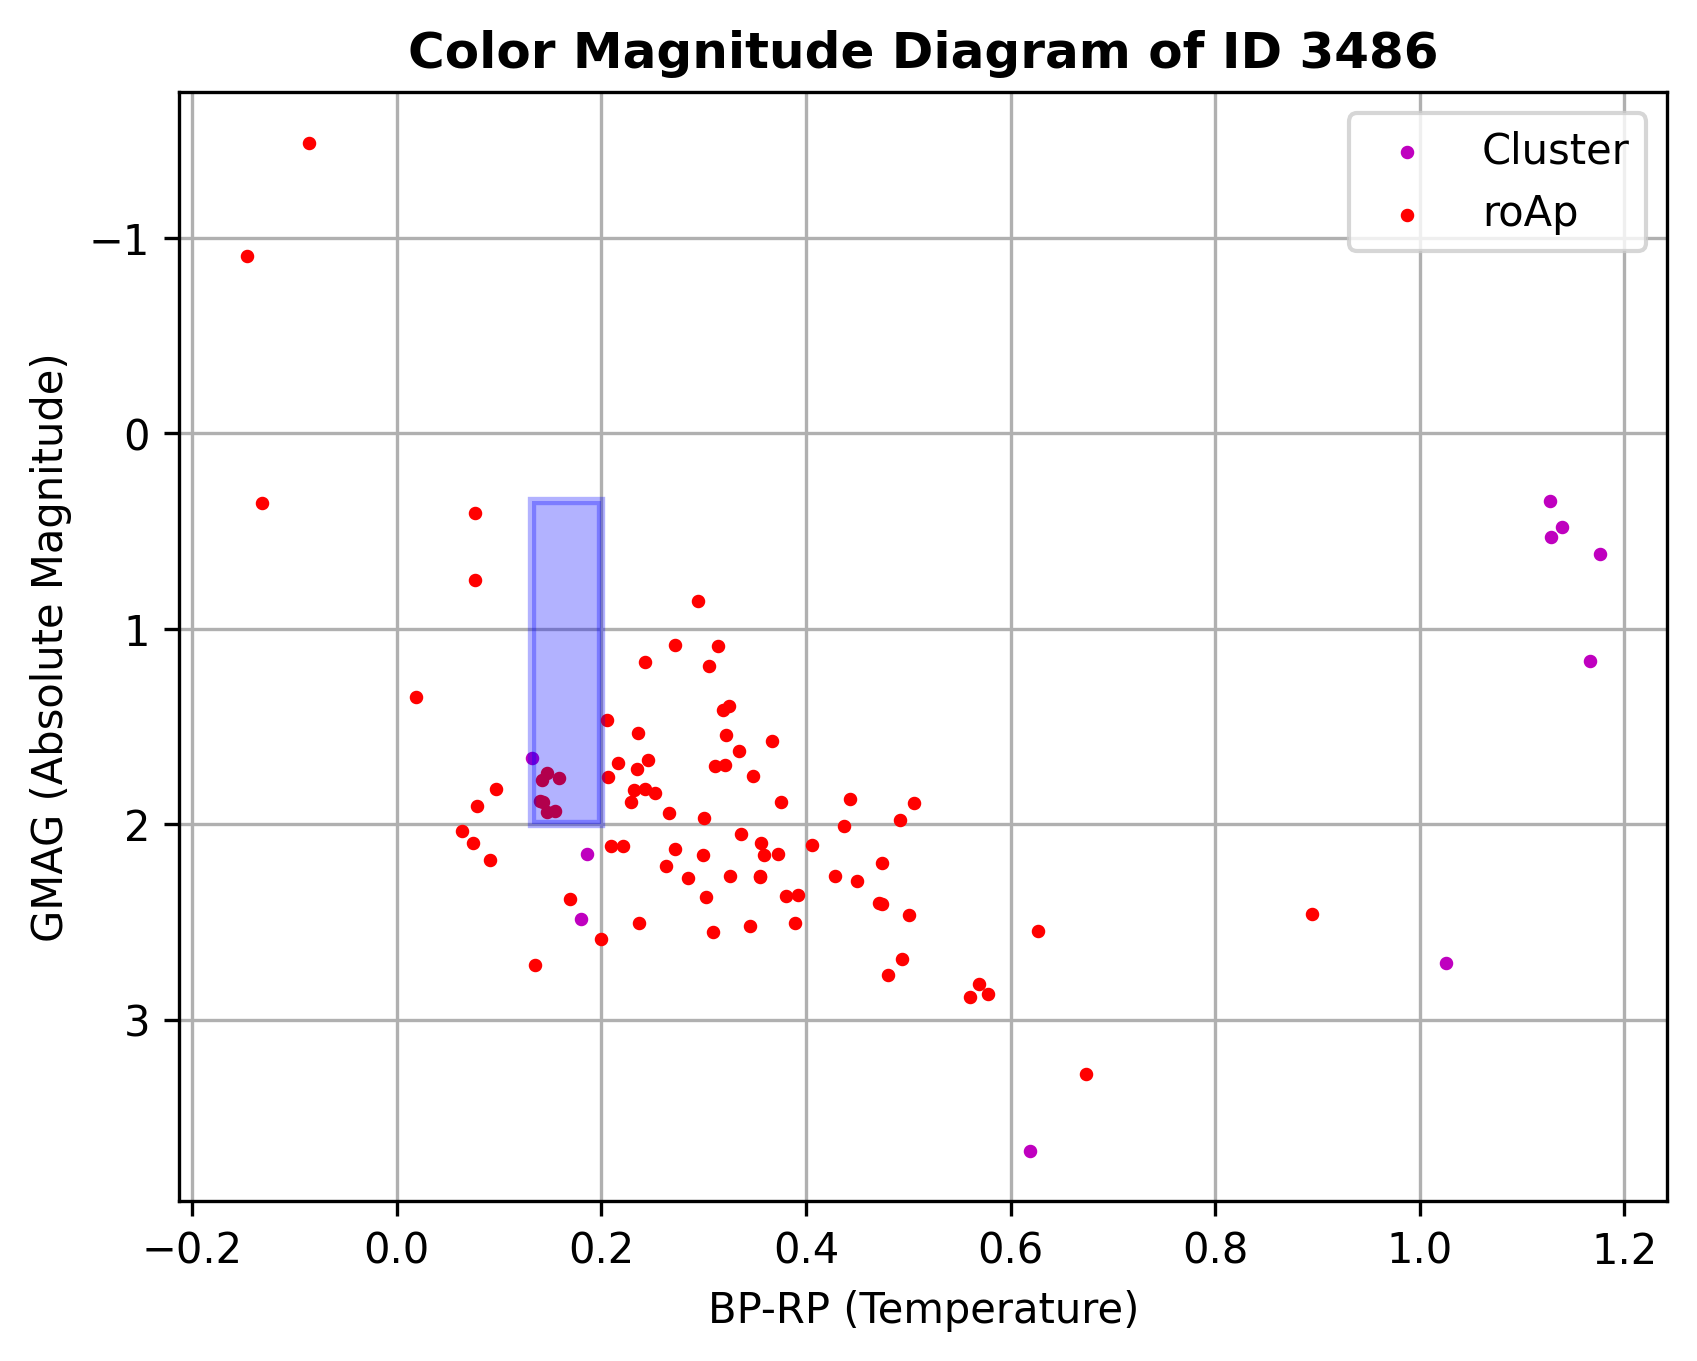 Color Magnitude Diagram of ID 3486
Cluster
roAp
GMAG (Absolute Magnitude)
−1
0
1
2
3
−0.2 0.0 0.2 0.4 0.6 0.8 1.0 1.2
BP-RP (Temperature)